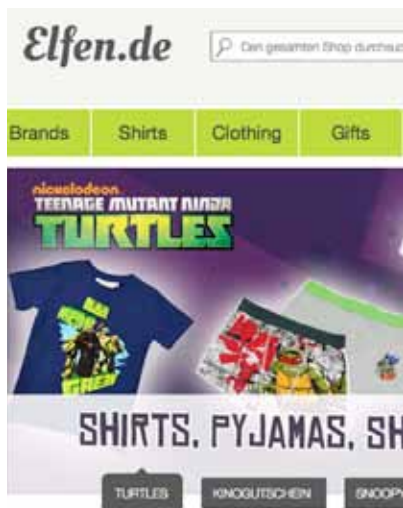 Elfen.de
Den gesamten Shop durchsuc
Brands Shirts Clothing Gifts
nickelodeon
TEENAGE MUTANT NINJA
TURTLES
SHIRTS, PYJAMAS, SH
TURTLES KINOGUTSCHEIN SNOOPY